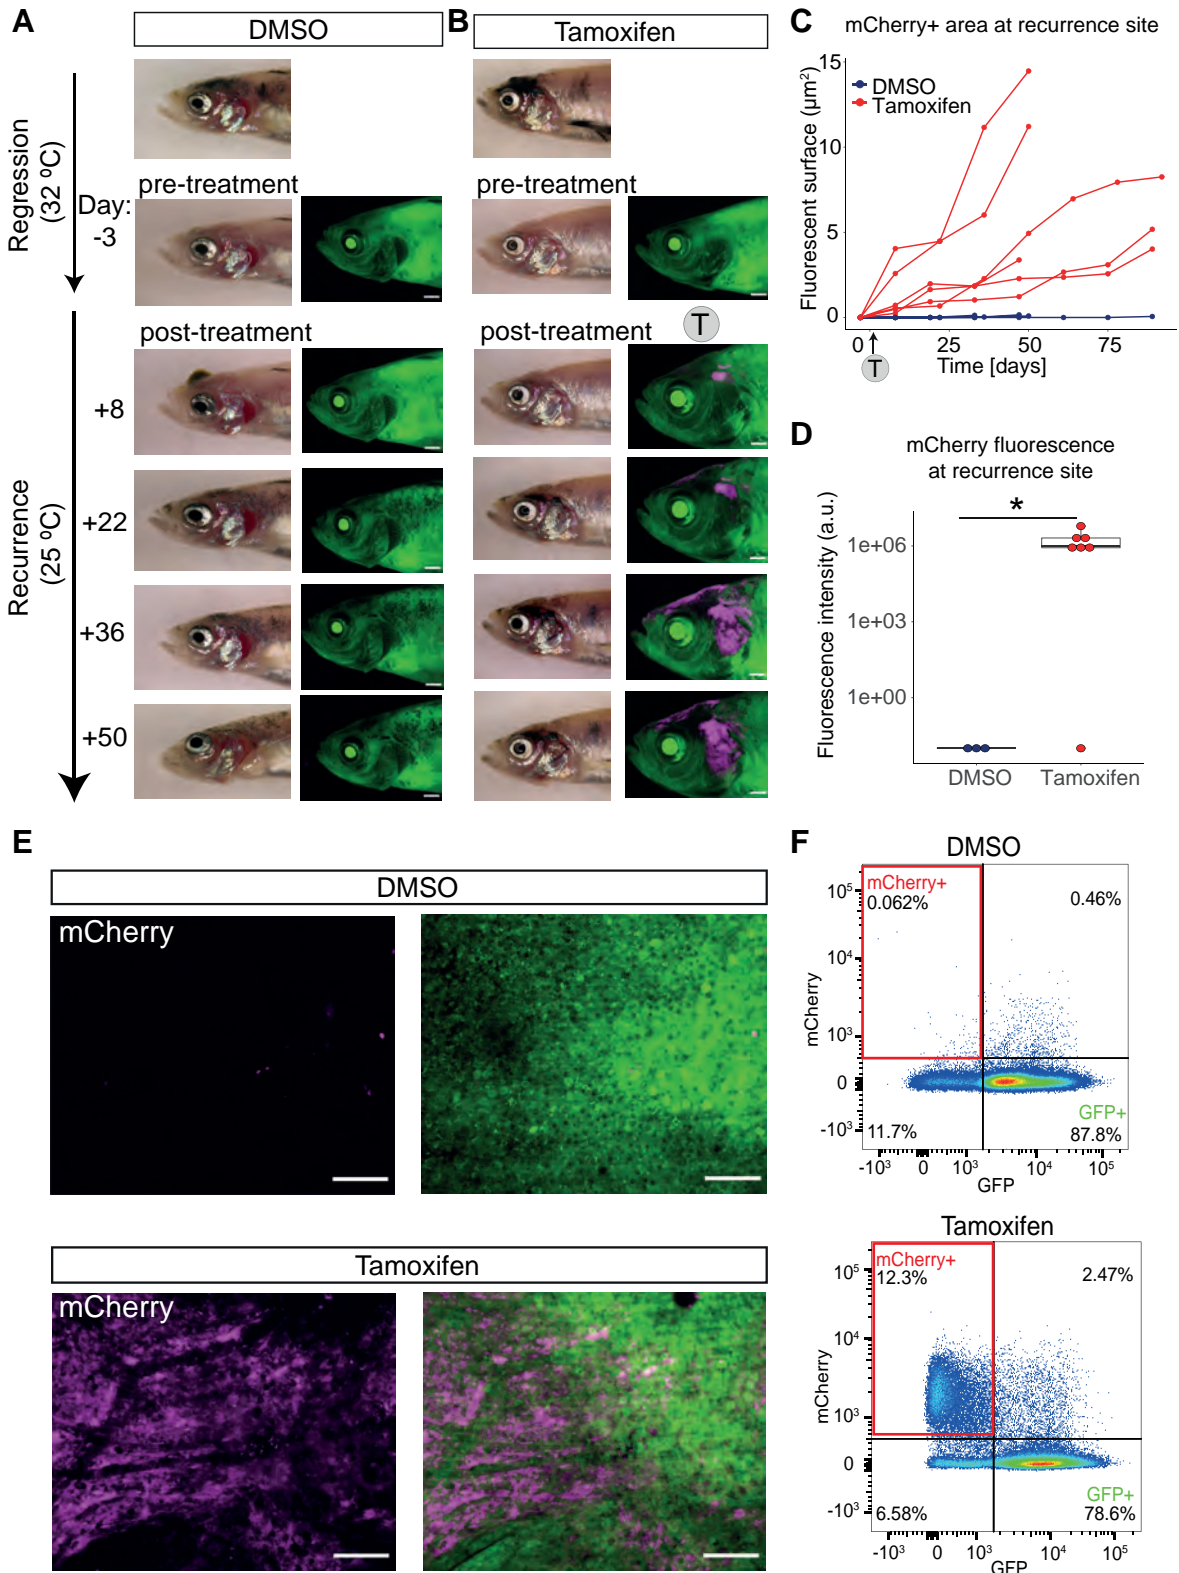 A
DMSO
B
Tamoxifen
Regression
(32 ºC)
pre-treatment
pre-treatment
Day:
-3
post-treatment
post-treatment
T
Recurrence
(25 ºC)
+8
+22
+36
+50
C
mCherry+ area at recurrence site
Fluorescent surface (µm²)
15
10
5
0
DMSO
Tamoxifen
0
25
50
75
T
Time [days]
D
mCherry fluorescence
at recurrence site
*
Fluorescence intensity (a.u.)
1e+06
1e+03
1e+00
DMSO
Tamoxifen
E
DMSO
mCherry
Tamoxifen
mCherry
F
DMSO
mCherry+
0.062%
0.46%
mCherry
10⁵
10⁴
10³
0
-10³
11.7%
GFP+
87.8%
-10³
0
10³
10⁴
10⁵
GFP
Tamoxifen
mCherry+
12.3%
2.47%
mCherry
10⁵
10⁴
10³
0
-10³
6.58%
GFP+
78.6%
-10³
0
10³
10⁴
10⁵
GFP